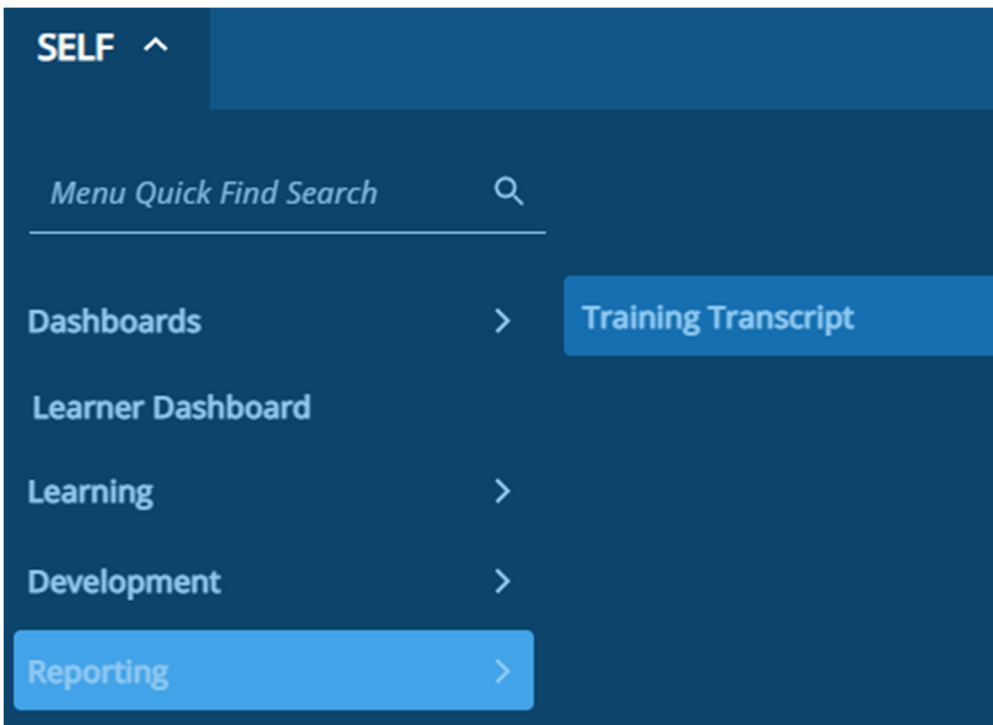 SELF
Menu Quick Find Search
Dashboards
Training Transcript
Learner Dashboard
Learning
Development
Reporting